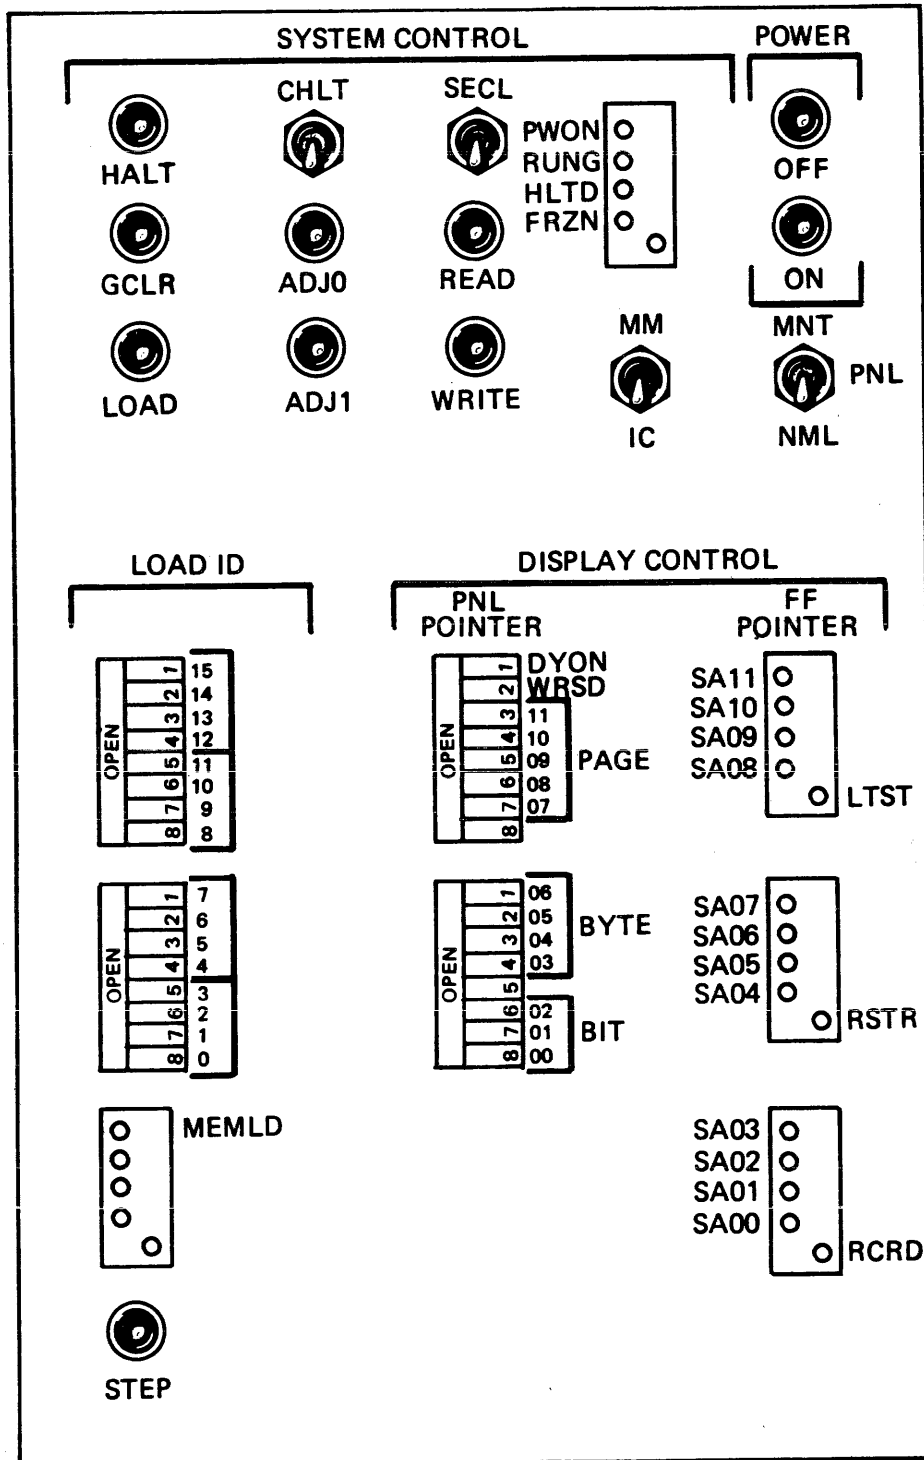 SYSTEM CONTROL
POWER
CHLT
SECL
HALT
PWON
RUNG
HLTD
FRZN
OFF
GCLR
ADJ0
READ
ON
LOAD
ADJ1
WRITE
MM
IC
MNT
PNL
NML
LOAD ID
OPEN
1 15
2 14
3 13
4 12
5 11
6 10
7 9
8 8
OPEN
1 7
2 6
3 5
4 4
5 3
6 2
7 1
8 0
MEMLD
STEP
DISPLAY CONTROL
PNL
POINTER
OPEN
1 DYON
2 WRSD
3 11
4 10
5 09
6 08
7 07
8
PAGE
OPEN
1 06
2 05
3 04
4 03
5
6 02
7 01
8 00
BYTE
BIT
FF
POINTER
SA11
SA10
SA09
SA08
LTST
SA07
SA06
SA05
SA04
RSTR
SA03
SA02
SA01
SA00
RCRD